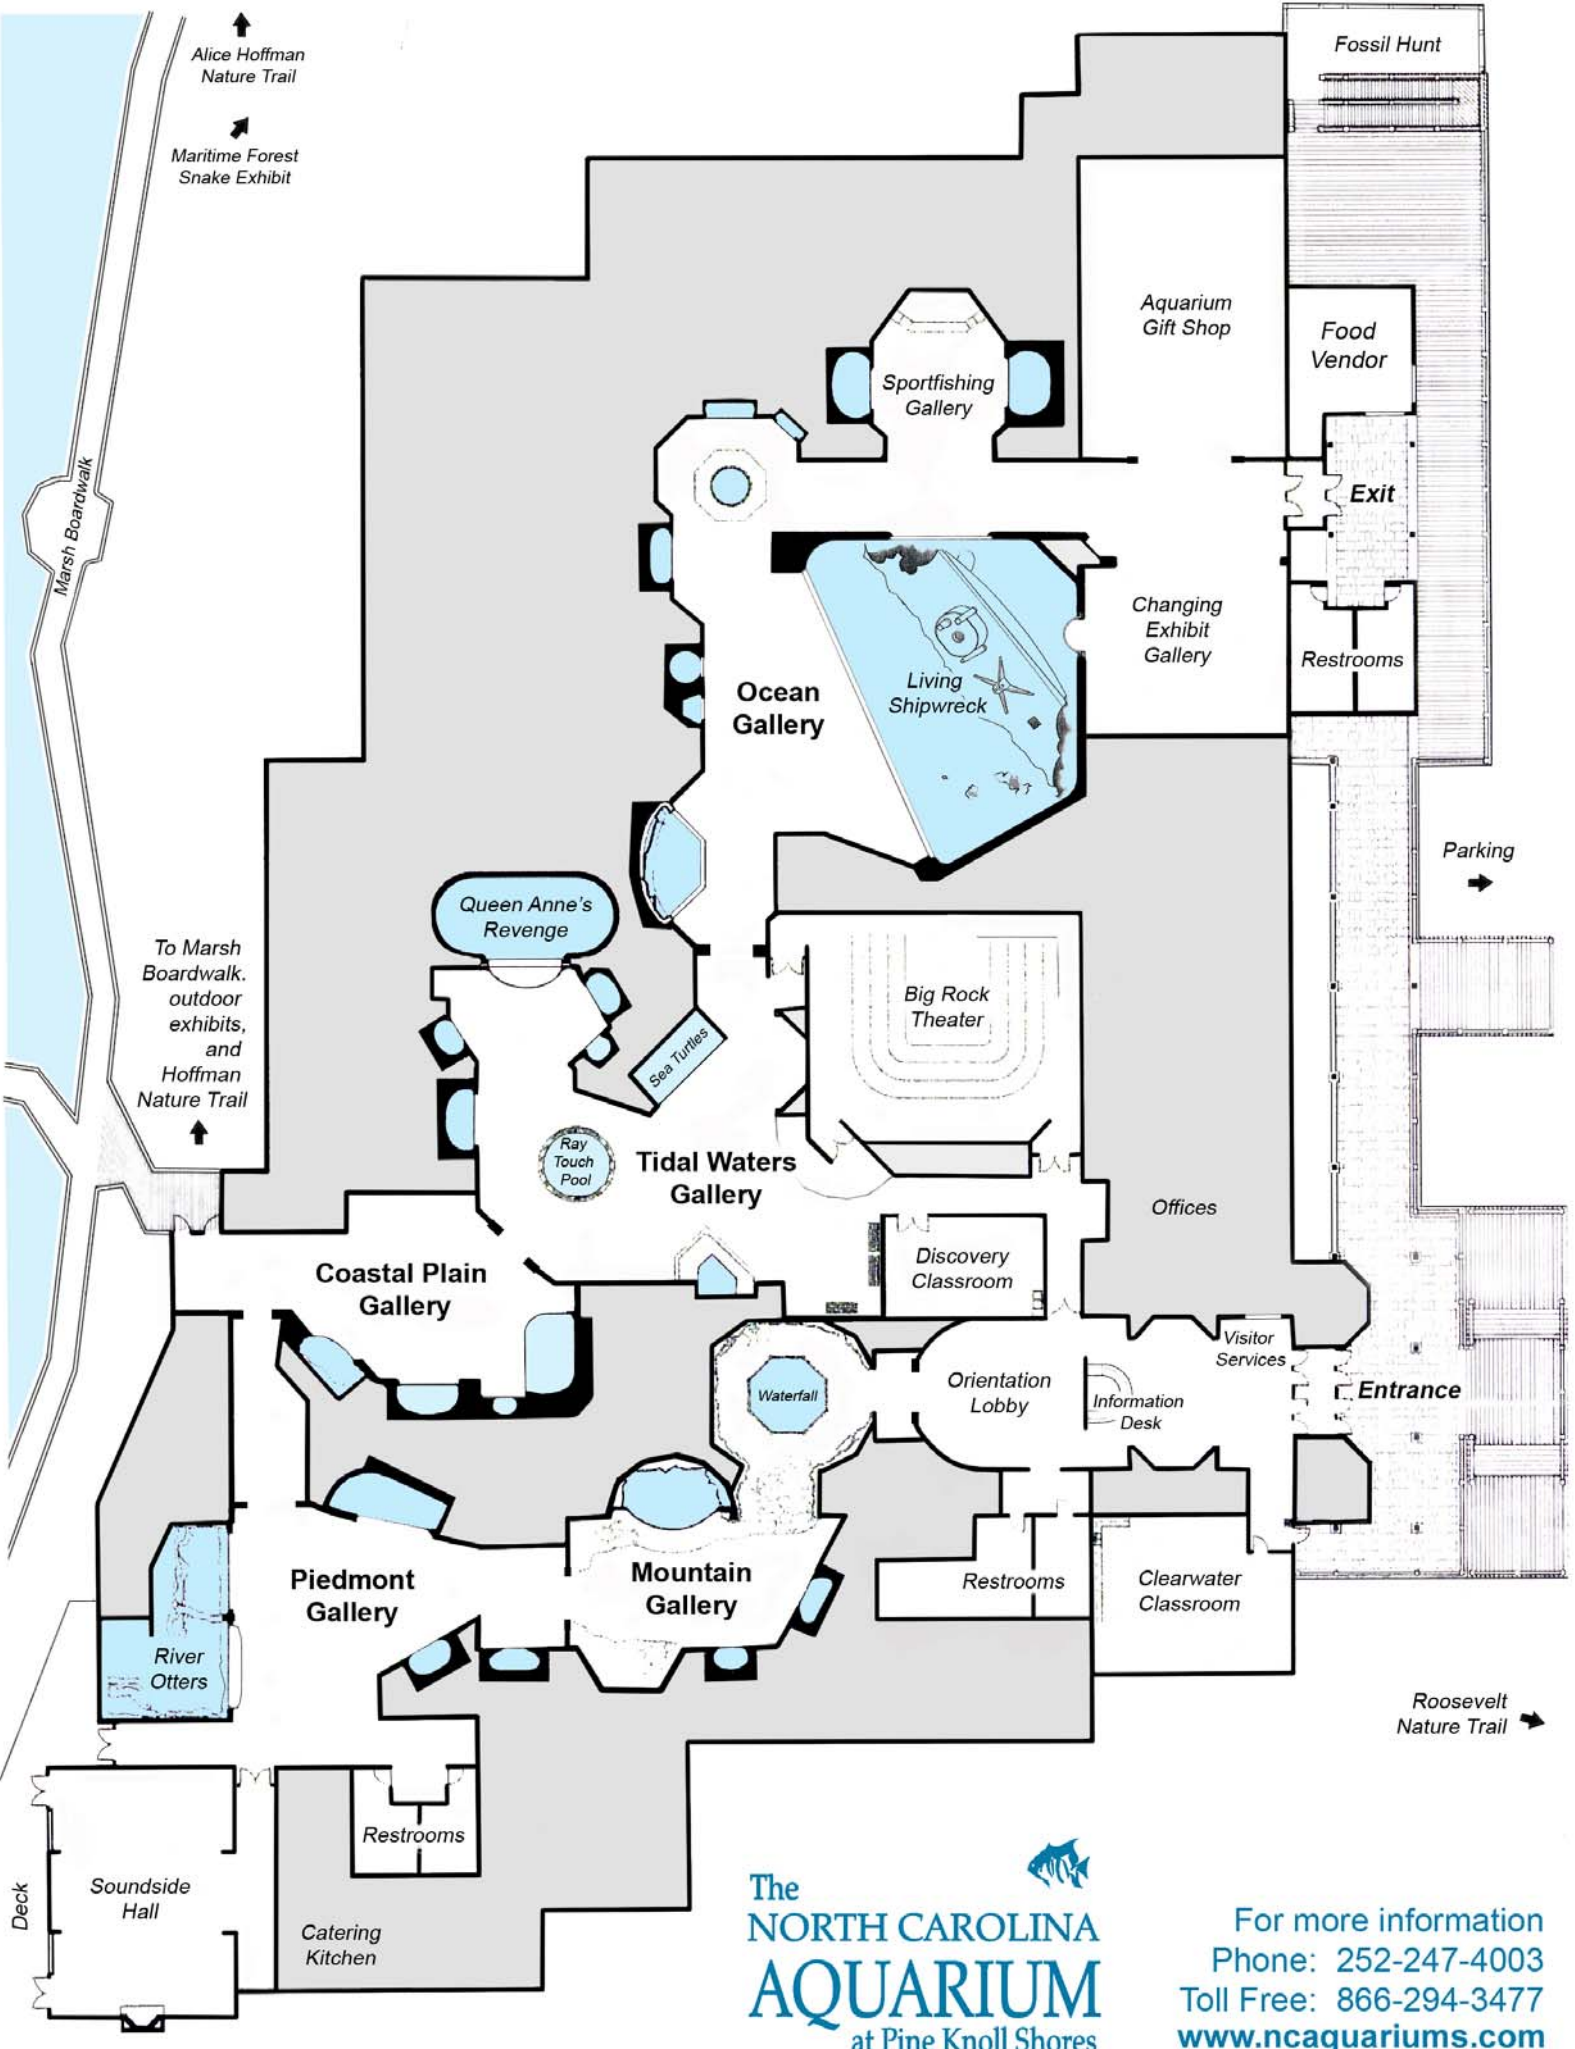 Alice Hoffman
Nature Trail
Maritime Forest
Snake Exhibit
Fossil Hunt
Aquarium
Gift Shop
Food
Vendor
Sportfishing
Gallery
Exit
Marsh Boardwalk
Changing
Exhibit
Gallery
Restrooms
Living
Shipwreck
Ocean
Gallery
Parking
Queen Anne's
Revenge
To Marsh
Boardwalk.
outdoor
exhibits,
and
Hoffman
Nature Trail
Big Rock
Theater
Sea Turtles
Ray
Touch
Pool
Tidal Waters
Gallery
Offices
Discovery
Classroom
Coastal Plain
Gallery
Visitor
Services
Waterfall
Orientation
Lobby
Information
Desk
Entrance
Piedmont
Gallery
Mountain
Gallery
Restrooms
Clearwater
Classroom
River
Otters
Roosevelt
Nature Trail
Restrooms
Deck
Soundside
Hall
Catering
Kitchen
The
NORTH CAROLINA
AQUARIUM
at Pine Knoll Shores
For more information
Phone: 252-247-4003
Toll Free: 866-294-3477
www.ncaquariums.com